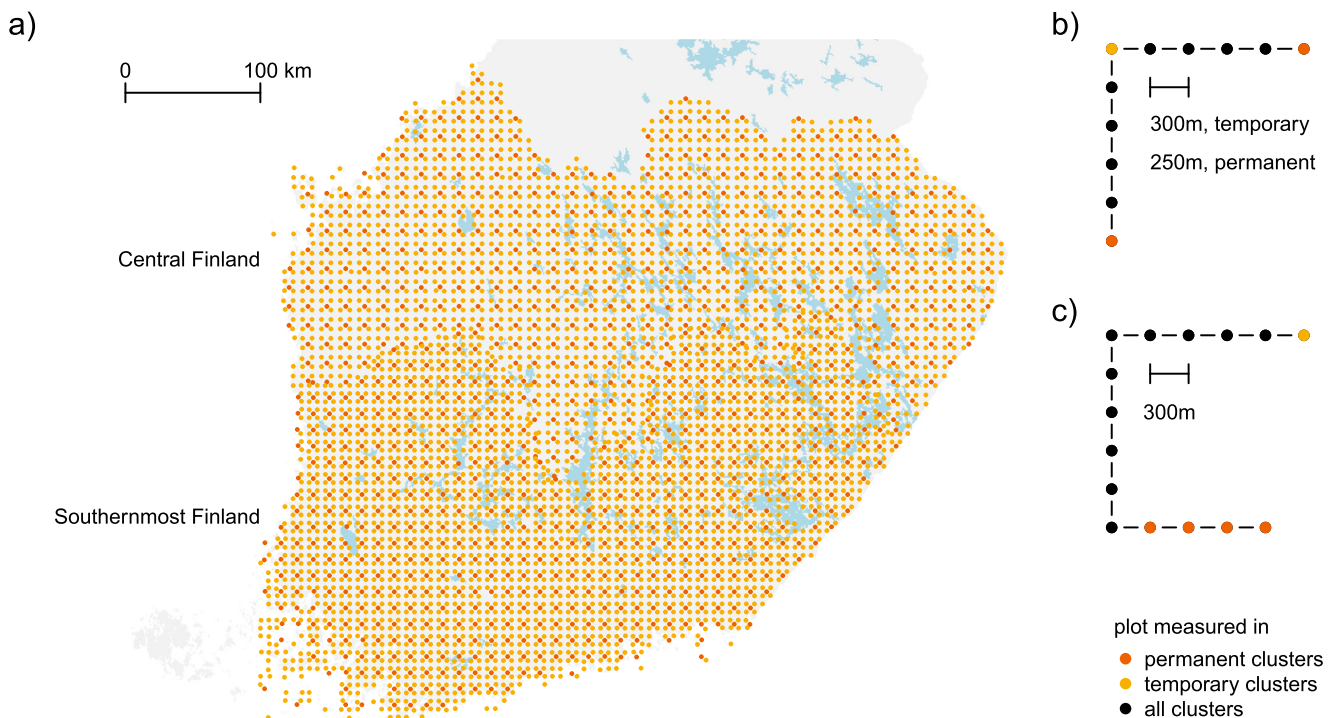 a)
0 100 km
Central Finland
Southernmost Finland
b)
300m, temporary
250m, permanent
c)
300m
plot measured in
permanent clusters
temporary clusters
all clusters